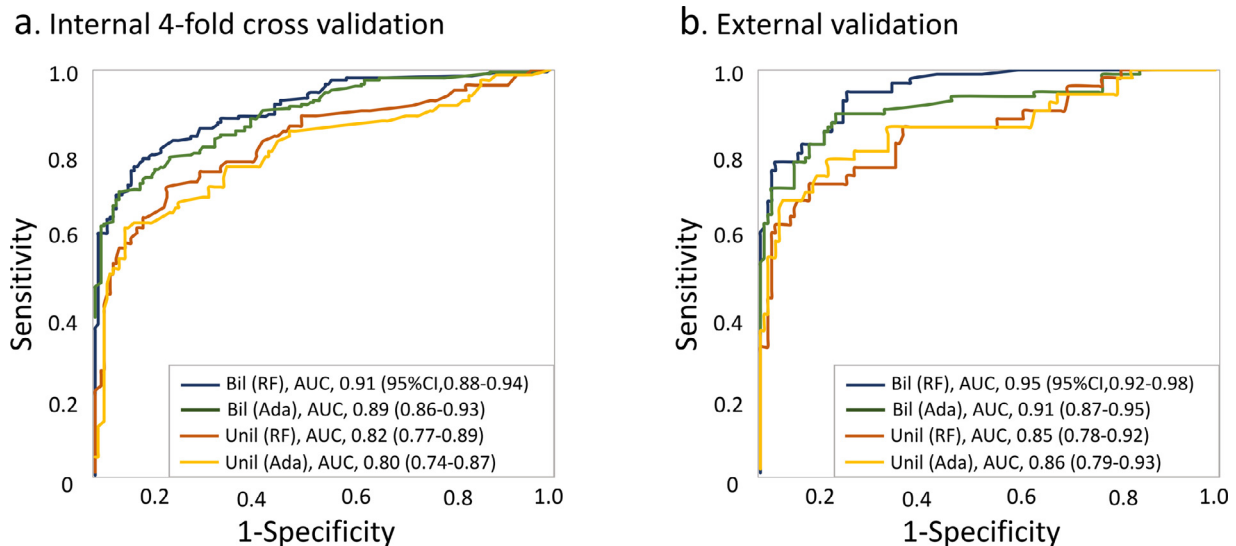 a. Internal 4-fold cross validation
Sensitivity
1.0
0.8
0.6
0.4
0.2
0
Bil (RF), AUC, 0.91 (95%CI,0.88-0.94)
Bil (Ada), AUC, 0.89 (0.86-0.93)
Unil (RF), AUC, 0.82 (0.77-0.89)
Unil (Ada), AUC, 0.80 (0.74-0.87)
0.2 0.4 0.6 0.8 1.0
1-Specificity
b. External validation
Sensitivity
1.0
0.8
0.6
0.4
0.2
0
Bil (RF), AUC, 0.95 (95%CI,0.92-0.98)
Bil (Ada), AUC, 0.91 (0.87-0.95)
Unil (RF), AUC, 0.85 (0.78-0.92)
Unil (Ada), AUC, 0.86 (0.79-0.93)
0.2 0.4 0.6 0.8 1.0
1-Specificity